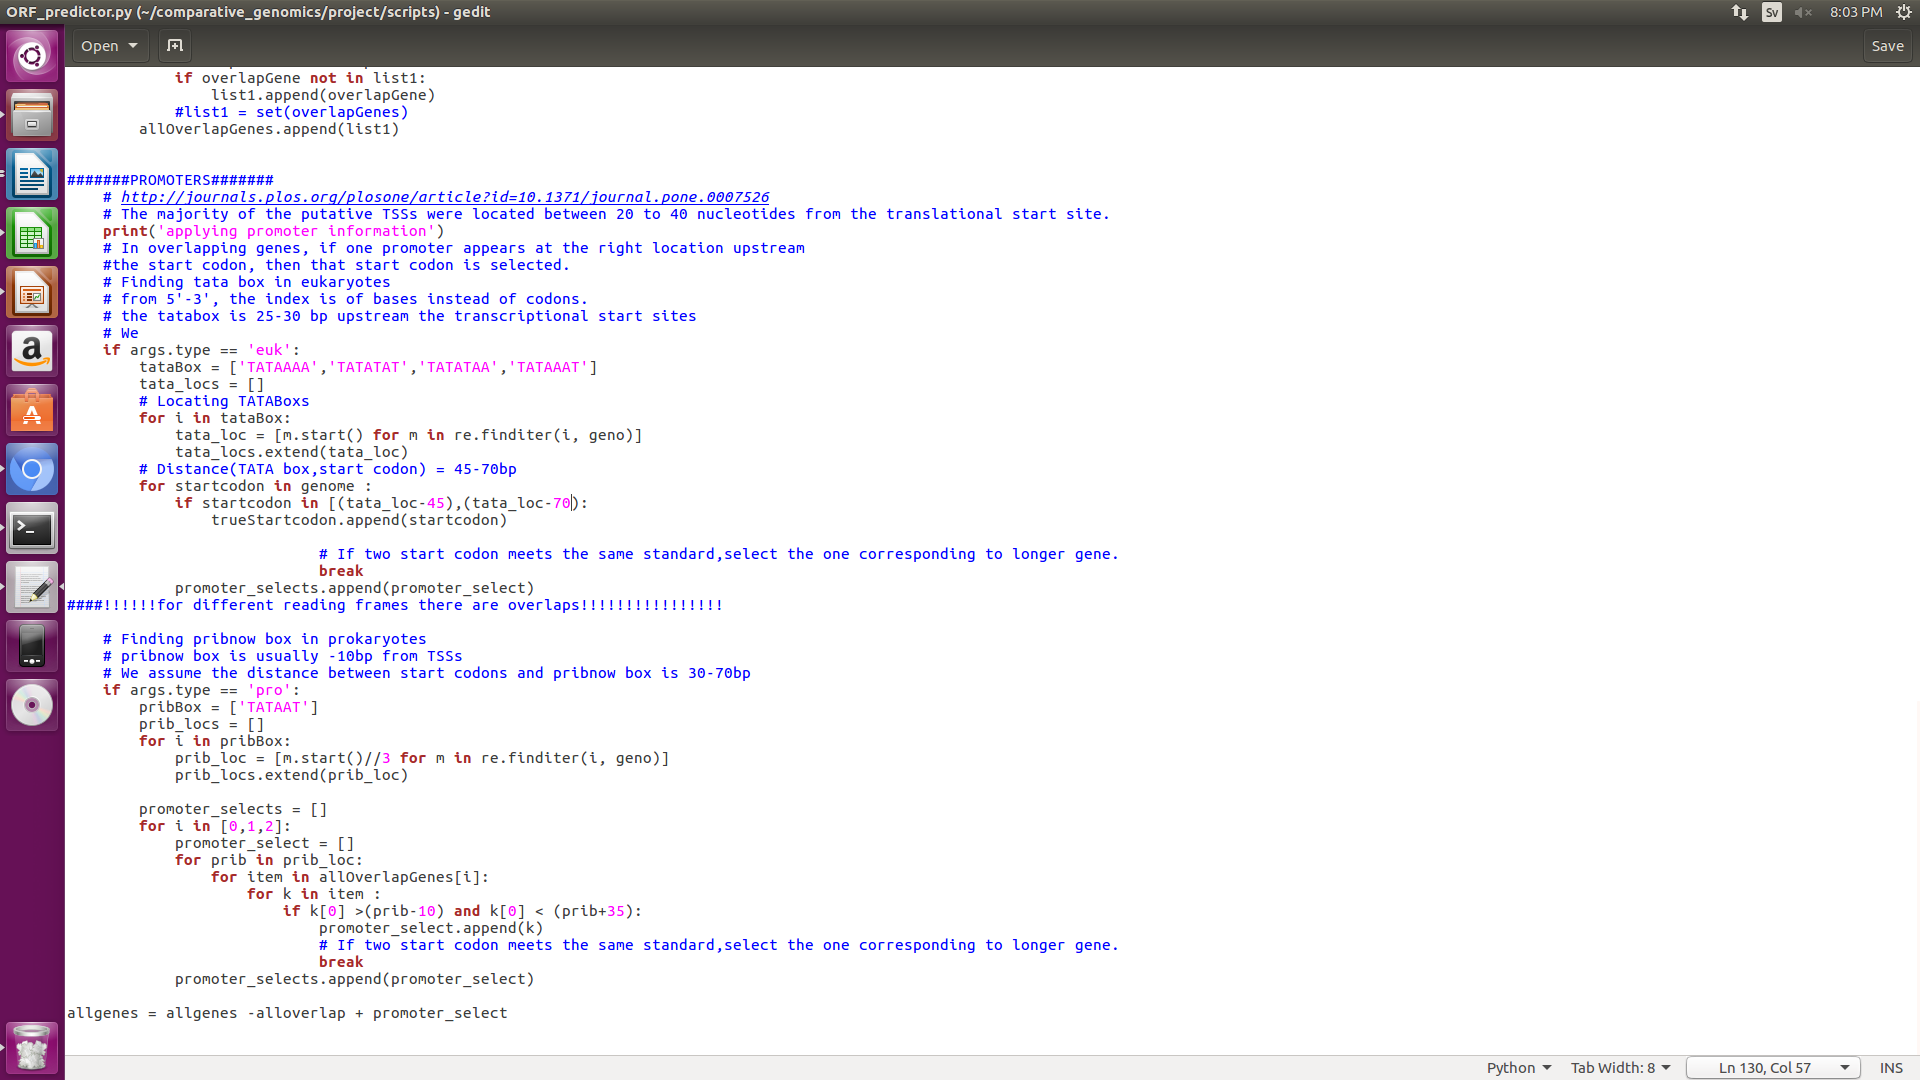 ORF_predictor.py (~/comparative_genomics/project/scripts) - gedit
Sv
8:03 PM
Open
Save
if overlapGene not in list1:
list1.append(overlapGene)
#list1 = set(overlapGenes)
allOverlapGenes.append(list1)
#######PROMOTERS#######
# http://journals.plos.org/plosone/article?id=10.1371/journal.pone.0007526
# The majority of the putative TSSs were located between 20 to 40 nucleotides from the translational start site.
print('applying promoter information')
# In overlapping genes, if one promoter appears at the right location upstream
#the start codon, then that start codon is selected.
# Finding tata box in eukaryotes
# from 5'-3', the index is of bases instead of codons.
# the tatabox is 25-30 bp upstream the transcriptional start sites
# We
if args.type == 'euk':
tataBox = ['TATAAAA','TATATAT','TATATAA','TATAAAT']
tata_locs = []
# Locating TATABoxs
for i in tataBox:
tata_loc = [m.start() for m in re.finditer(i, geno)]
tata_locs.extend(tata_loc)
# Distance(TATA box,start codon) = 45-70bp
for startcodon in genome :
if startcodon in [(tata_loc-45),(tata_loc-70):
trueStartcodon.append(startcodon)
# If two start codon meets the same standard,select the one corresponding to longer gene.
break
promoter_selects.append(promoter_select)
####!!!!!!for different reading frames there are overlaps!!!!!!!!!!!!!!!!
# Finding pribnow box in prokaryotes
# pribnow box is usually -10bp from TSSs
# We assume the distance between start codons and pribnow box is 30-70bp
if args.type == 'pro':
pribBox = ['TATAAT']
prib_locs = []
for i in pribBox:
prib_loc = [m.start()//3 for m in re.finditer(i, geno)]
prib_locs.extend(prib_loc)
promoter_selects = []
for i in [0,1,2]:
promoter_select = []
for prib in prib_loc:
for item in allOverlapGenes[i]:
for k in item :
if k[0] >(prib-10) and k[0] < (prib+35):
promoter_select.append(k)
# If two start codon meets the same standard,select the one corresponding to longer gene.
break
promoter_selects.append(promoter_select)
allgenes = allgenes -alloverlap + promoter_select
Python
Tab Width: 8
Ln 130, Col 57
INS